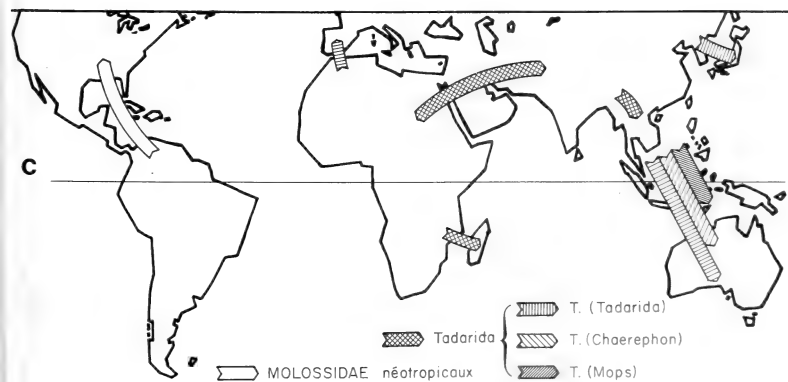 C
T. (Tadarida)
Tadarida
T. (Chaerephon)
MOLOSSIDAE néotropicaux
T. (Mops)